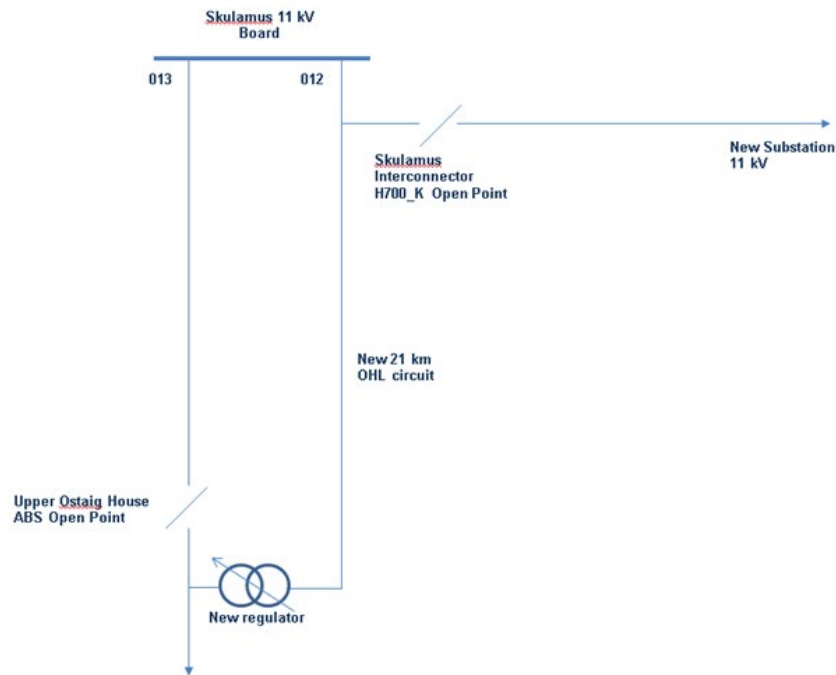 Skulamus 11 kV
Board
013
012
New Substation
11 kV
Skulamus
Interconnector
H700_K Open Point
New 21 km
OHL circuit
Upper Ostaig House
ABS Open Point
New regulator